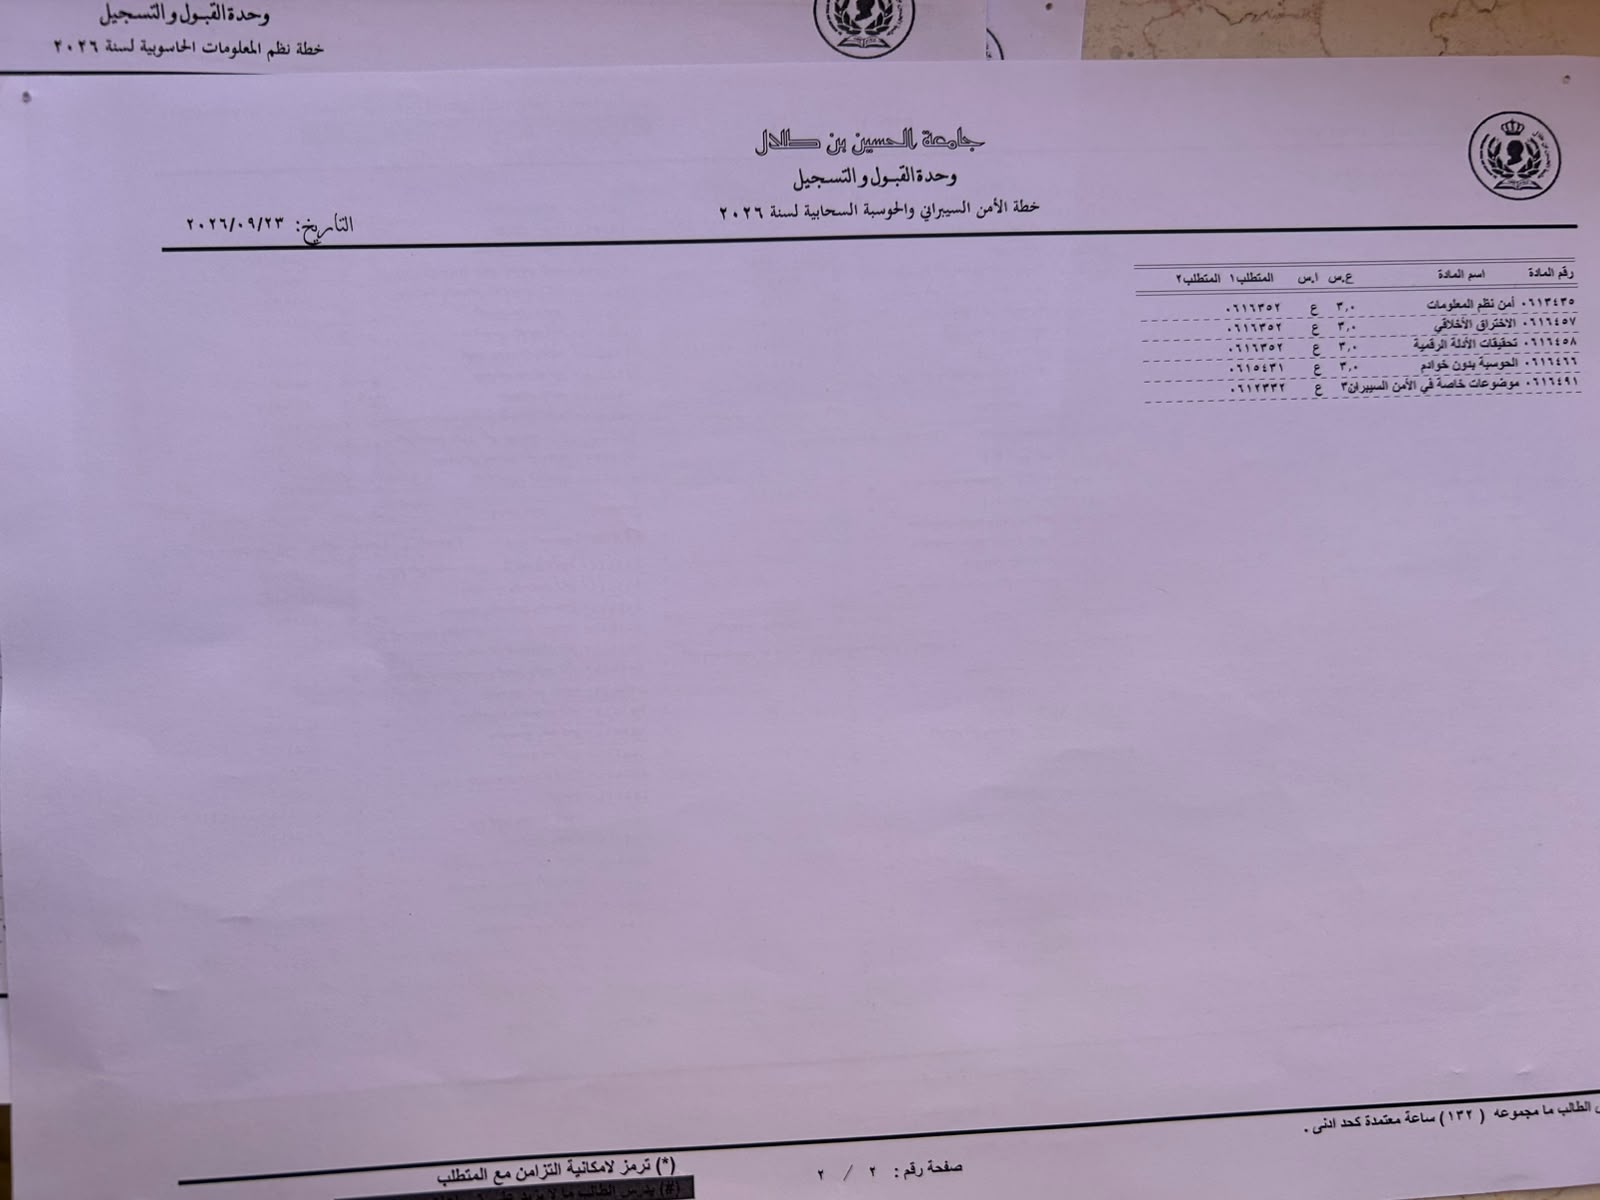 وحدة القبول والتسجيل
خطة نظم المعلومات الحاسوبية لسنة ٢٠٢٦
جامعة الحسين بن طلال
وحدة القبول والتسجيل
خطة الأمن السيبراني والحوسبة السحابية لسنة ٢٠٢٦
التاريخ: ٢٠٢٦/٠٩/٢٣
رقم المادة اسم المادة ع.س ا.س المتطلب١ المتطلب٢
٠٦١٣٤٣٥ أمن نظم المعلومات ٣,٠ ع ٠٦١٦٣٥٢
٠٦١٦٤٥٧ الاختراق الأخلاقي ٣,٠ ع ٠٦١٦٣٥٢
٠٦١٦٤٥٨ تحقيقات الأدلة الرقمية ٣,٠ ع ٠٦١٦٣٥٢
٠٦١٦٤٦٦ الحوسبة بدون خوادم ٣,٠ ع ٠٦١٥٤٣١
٠٦١٦٤٩١ موضوعات خاصة في الأمن السيبران٣ ع ٠٦١٢٣٣٢
الطالب ما مجموعه (١٣٢) ساعة معتمدة كحد ادنى .
صفحة رقم: ٢ / ٢
(*) ترمز لامكانية التزامن مع المتطلب